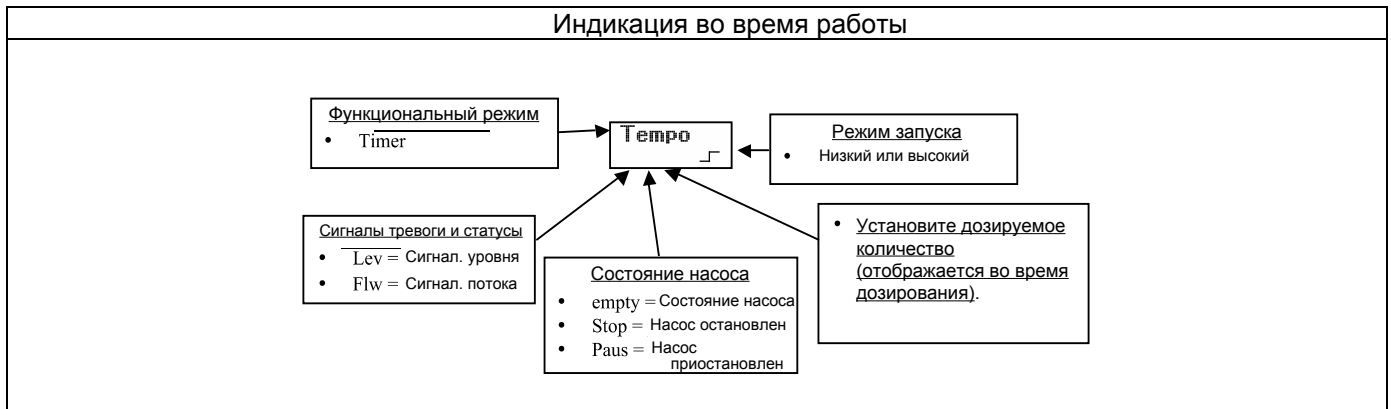 Индикация во время работы
Функциональный режим
• Timer
Tempo
Режим запуска
• Низкий или высокий
Сигналы тревоги и статусы
• Lev = Сигнал. уровня
• Flw = Сигнал. потока
Состояние насоса
• empty = Состояние насоса
• Stop = Насос остановлен
• Paus = Насос
приостановлен
• Установите дозируемое
количество
(отображается во время
дозирования).